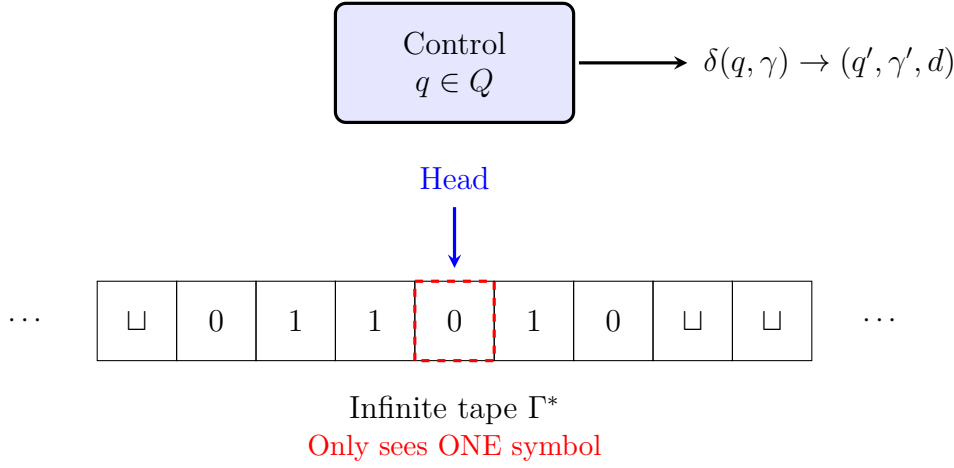 Control
q ∈ Q
δ(q, γ) → (q′, γ′, d)
Head
··· ⊔ 0 1 1 0 1 0 ⊔ ⊔ ···
Infinite tape Γ*
Only sees ONE symbol